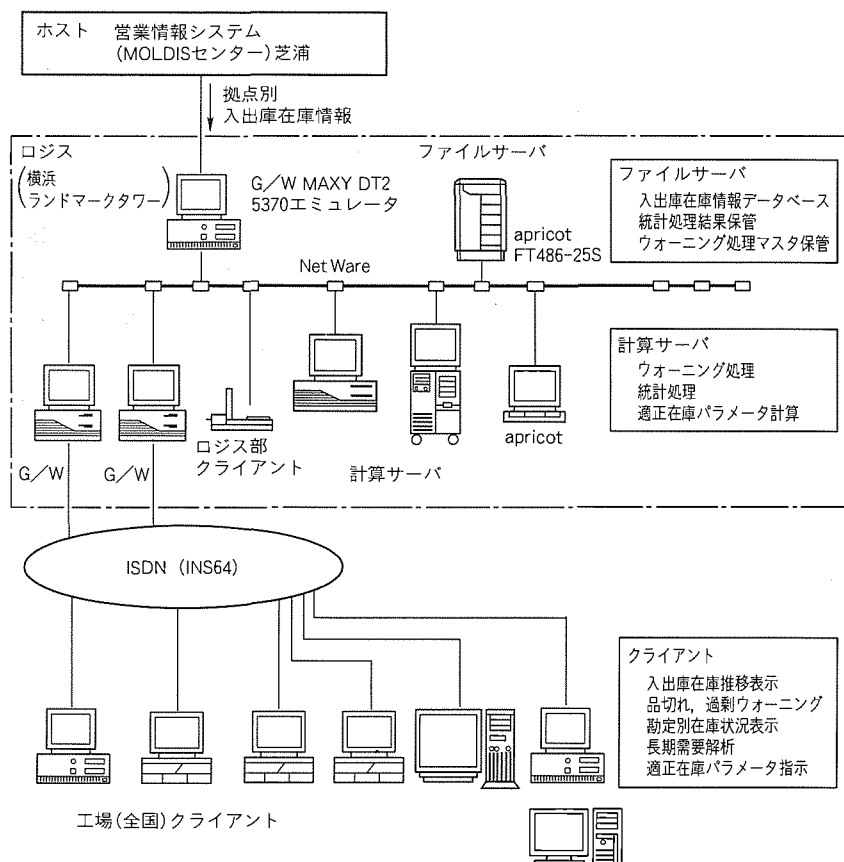 ホスト 営業情報システム
(MOLDISセンター)芝浦
拠点別
入出庫在庫情報
ロジス
(横浜
ランドマークタワー)
G/W MAXY DT2
5370エミュレータ
ファイルサーバ
apricot
FT486-25S
ファイルサーバ
入出庫在庫情報データベース
統計処理結果保管
ウォーニング処理マスタ保管
Net Ware
G/W
G/W
ロジス部
クライアント
計算サーバ
apricot
計算サーバ
ウォーニング処理
統計処理
適正在庫パラメータ計算
ISDN (INS64)
工場(全国)クライアント
クライアント
入出庫在庫推移表示
品切れ,過剰ウォーニング
勘定別在庫状況表示
長期需要解析
適正在庫パラメータ指示